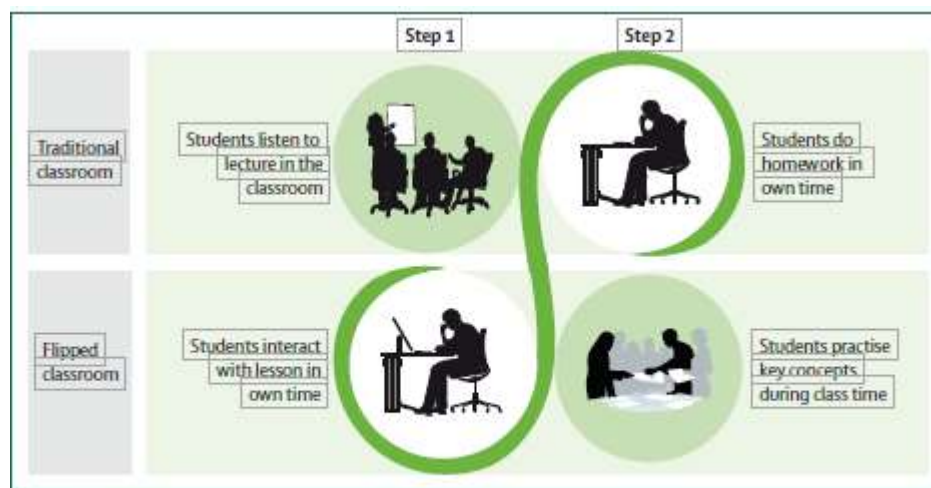 Step 1
Step 2
Traditional
classroom
Students listen to
lecture in the
classroom
Students do
homework in
own time
Flipped
classroom
Students interact
with lesson in
own time
Students practise
key concepts
during class time